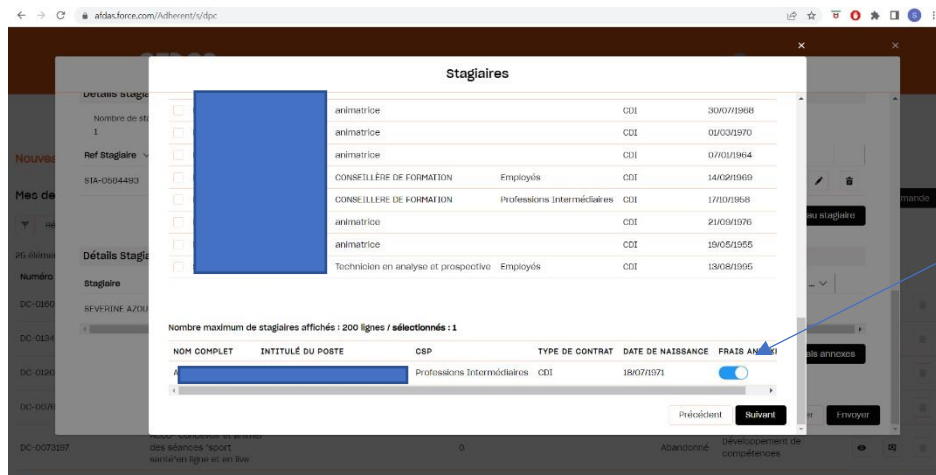 afdas.force.com/Adherent/s/dpc
Stagiaires
Détails Stagia
Nombre de sta
1
Ref Stagiaire
STA-0584493
Nouvea
Mes de
mande
au stagiaire
25 éléme
Numéro
Détails Stagia
Stagiaire
SEVERINE AZOU
DC-0160
DC-0134
DC-0120
DC-0076
animatrice CDI 30/07/1968
animatrice CDI 01/03/1970
animatrice CDI 07/01/1964
CONSEILLÈRE DE FORMATION Employés CDI 14/02/1969
CONSEILLERE DE FORMATION Professions Intermédiaires CDI 17/10/1958
animatrice CDI 21/09/1976
animatrice CDI 19/05/1955
Technicien en analyse et prospective Employés CDI 13/08/1995
Nombre maximum de stagiaires affichés : 200 lignes / sélectionnés : 1
NOM COMPLET INTITULÉ DU POSTE CSP TYPE DE CONTRAT DATE DE NAISSANCE FRAIS ANNEXE
A Professions Intermédiaires CDI 18/07/1971
ais annexes
Précédent Suivant
er Envoyer
DC-0073197
des séances "sport
santé"en ligne et en live
0 Abandonné
Développement de
compétences